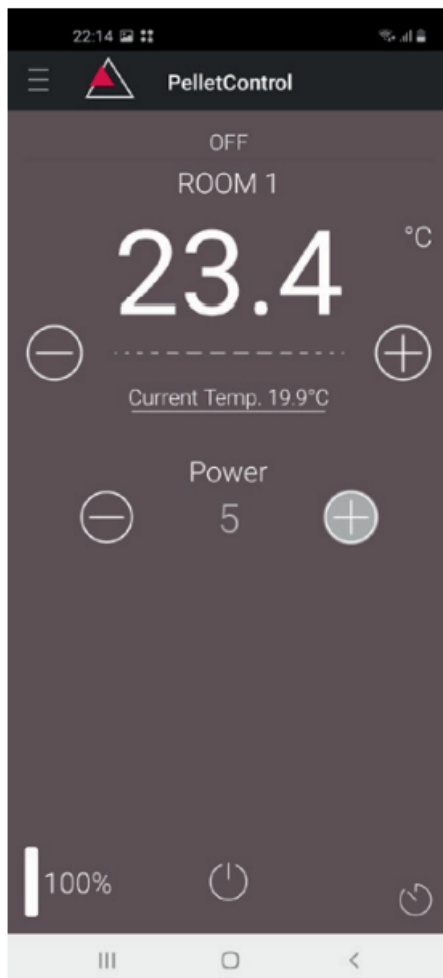 22:14
PelletControl
OFF
ROOM 1
23.4 °C
Current Temp. 19.9°C
Power
5
100%